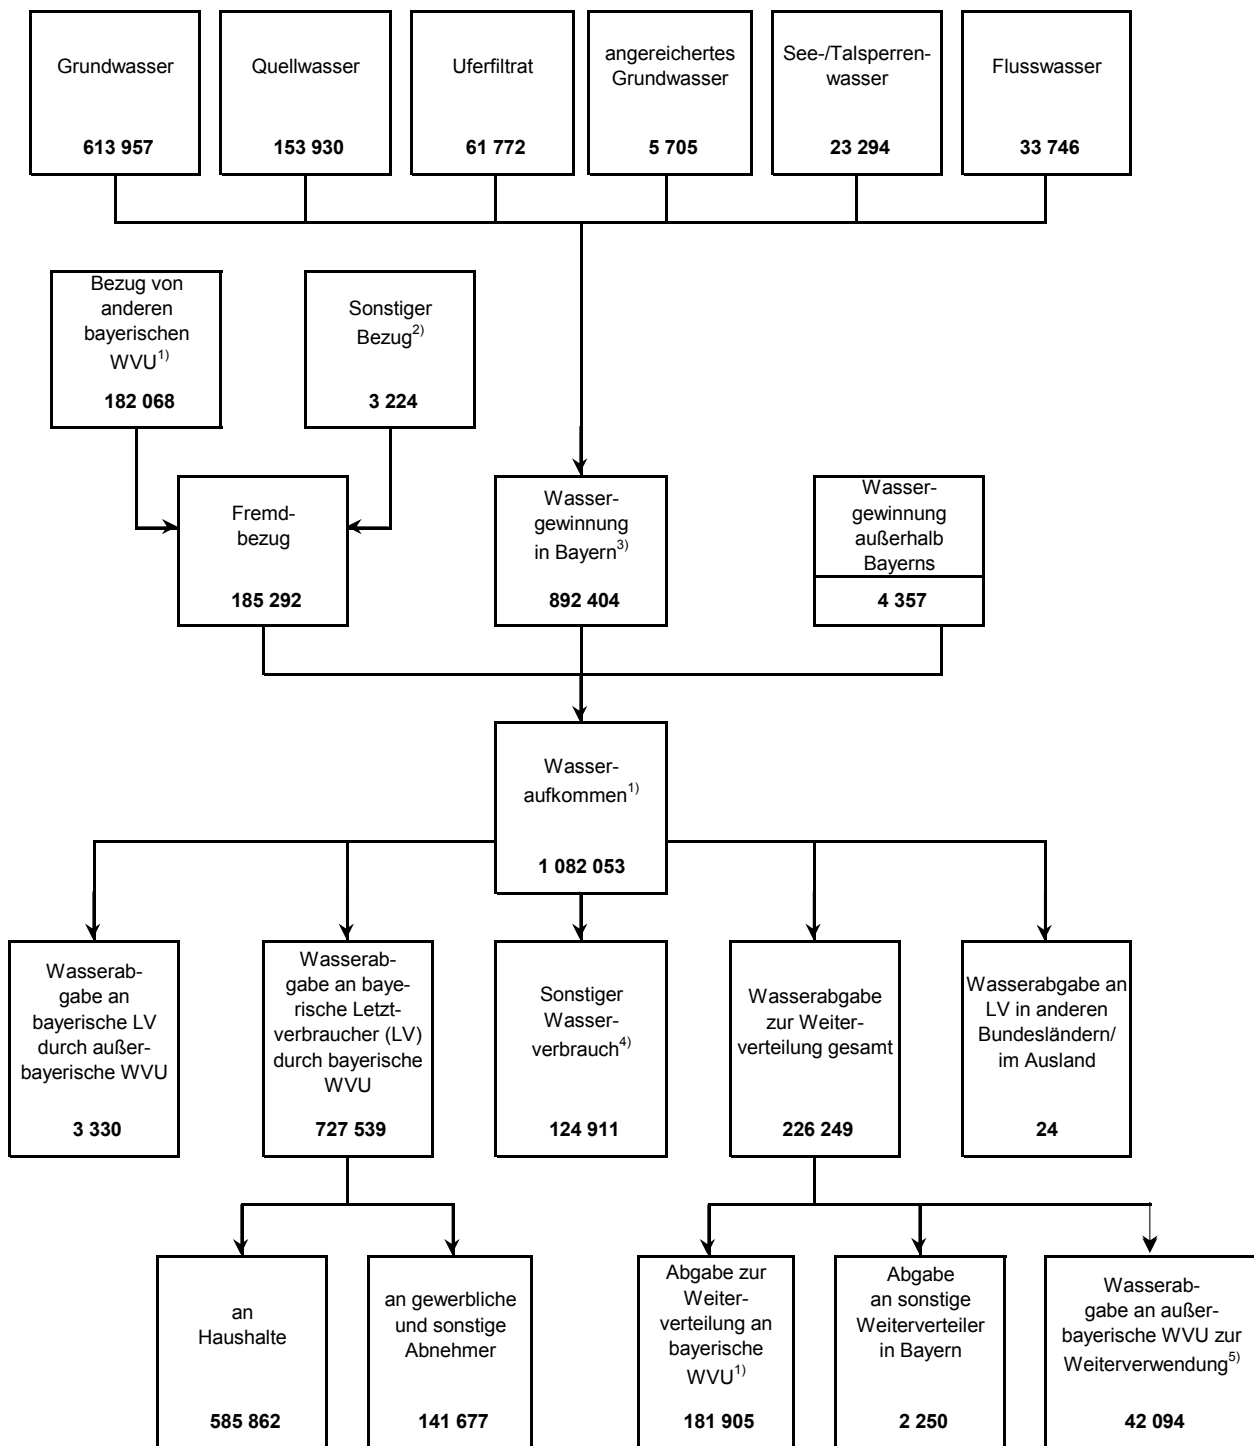 Grundwasser
613 957
Quellwasser
153 930
Uferfiltrat
61 772
angereichertes
Grundwasser
5 705
See-/Talsperren-
wasser
23 294
Flusswasser
33 746
Bezug von
anderen
bayerischen
WVU1)
182 068
Sonstiger
Bezug2)
3 224
Fremd-
bezug
185 292
Wasser-
gewinnung
in Bayern3)
892 404
Wasser-
gewinnung
außerhalb
Bayerns
4 357
Wasser-
aufkommen1)
1 082 053
Wasserab-
gabe an
bayerische LV
durch außer-
bayerische WVU
3 330
Wasserab-
gabe an baye-
rische Letzt-
verbraucher (LV)
durch bayerische
WVU
727 539
Sonstiger
Wasser-
verbrauch4)
124 911
Wasserabgabe
zur Weiter-
verteilung gesamt
226 249
Wasserabgabe an
LV in anderen
Bundesländern/
im Ausland
24
an
Haushalte
585 862
an gewerbliche
und sonstige
Abnehmer
141 677
Abgabe zur
Weiter-
verteilung an
bayerische
WVU1)
181 905
Abgabe
an sonstige
Weiterverteiler
in Bayern
2 250
Wasserab-
gabe an außer-
bayerische WVU zur
Weiterverwendung5)
42 094